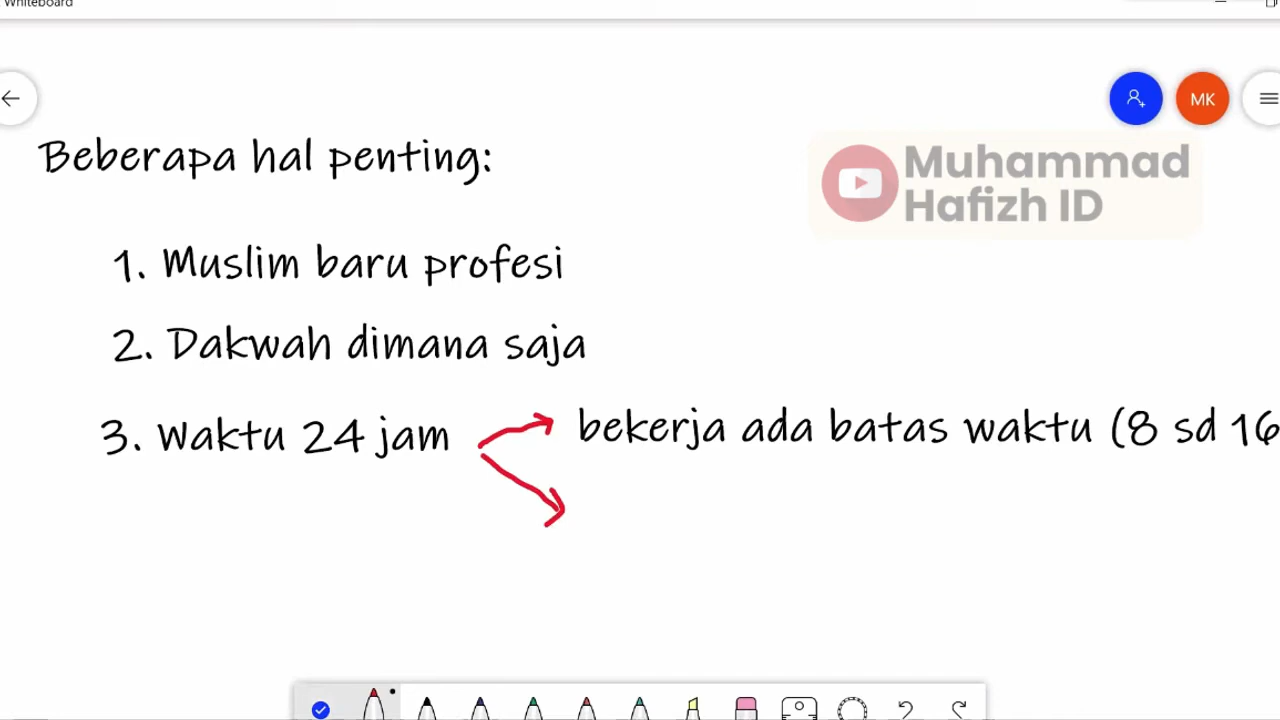 Whiteboard
MK
Muhammad
Hafizh ID
Beberapa hal penting:
1. Muslim baru profesi
2. Dakwah dimana saja
3. Waktu 24 jam
bekerja ada batas waktu (8 sd 16